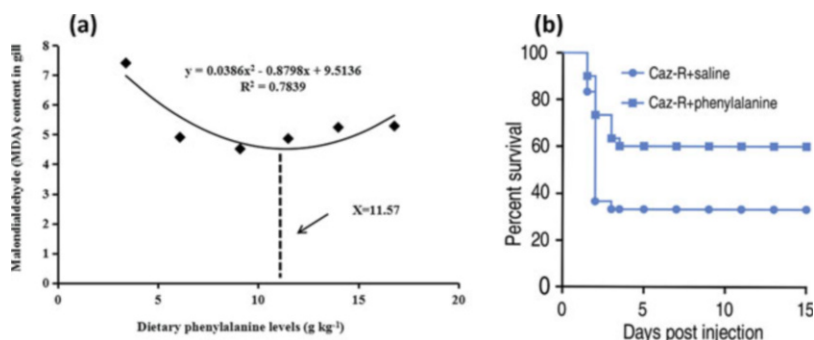 (a)
Malondialdehyde (MDA) content in gill
8
7
6
5
4
3
2
1
0
y = 0.0386x² - 0.8798x + 9.5136
R² = 0.7839
X=11.57
0 5 10 15 20
Dietary phenylalanine levels (g kg⁻¹)
(b)
Percent survival
100
80
60
40
20
0
Caz-R+saline
Caz-R+phenylalanine
0 5 10 15
Days post injection